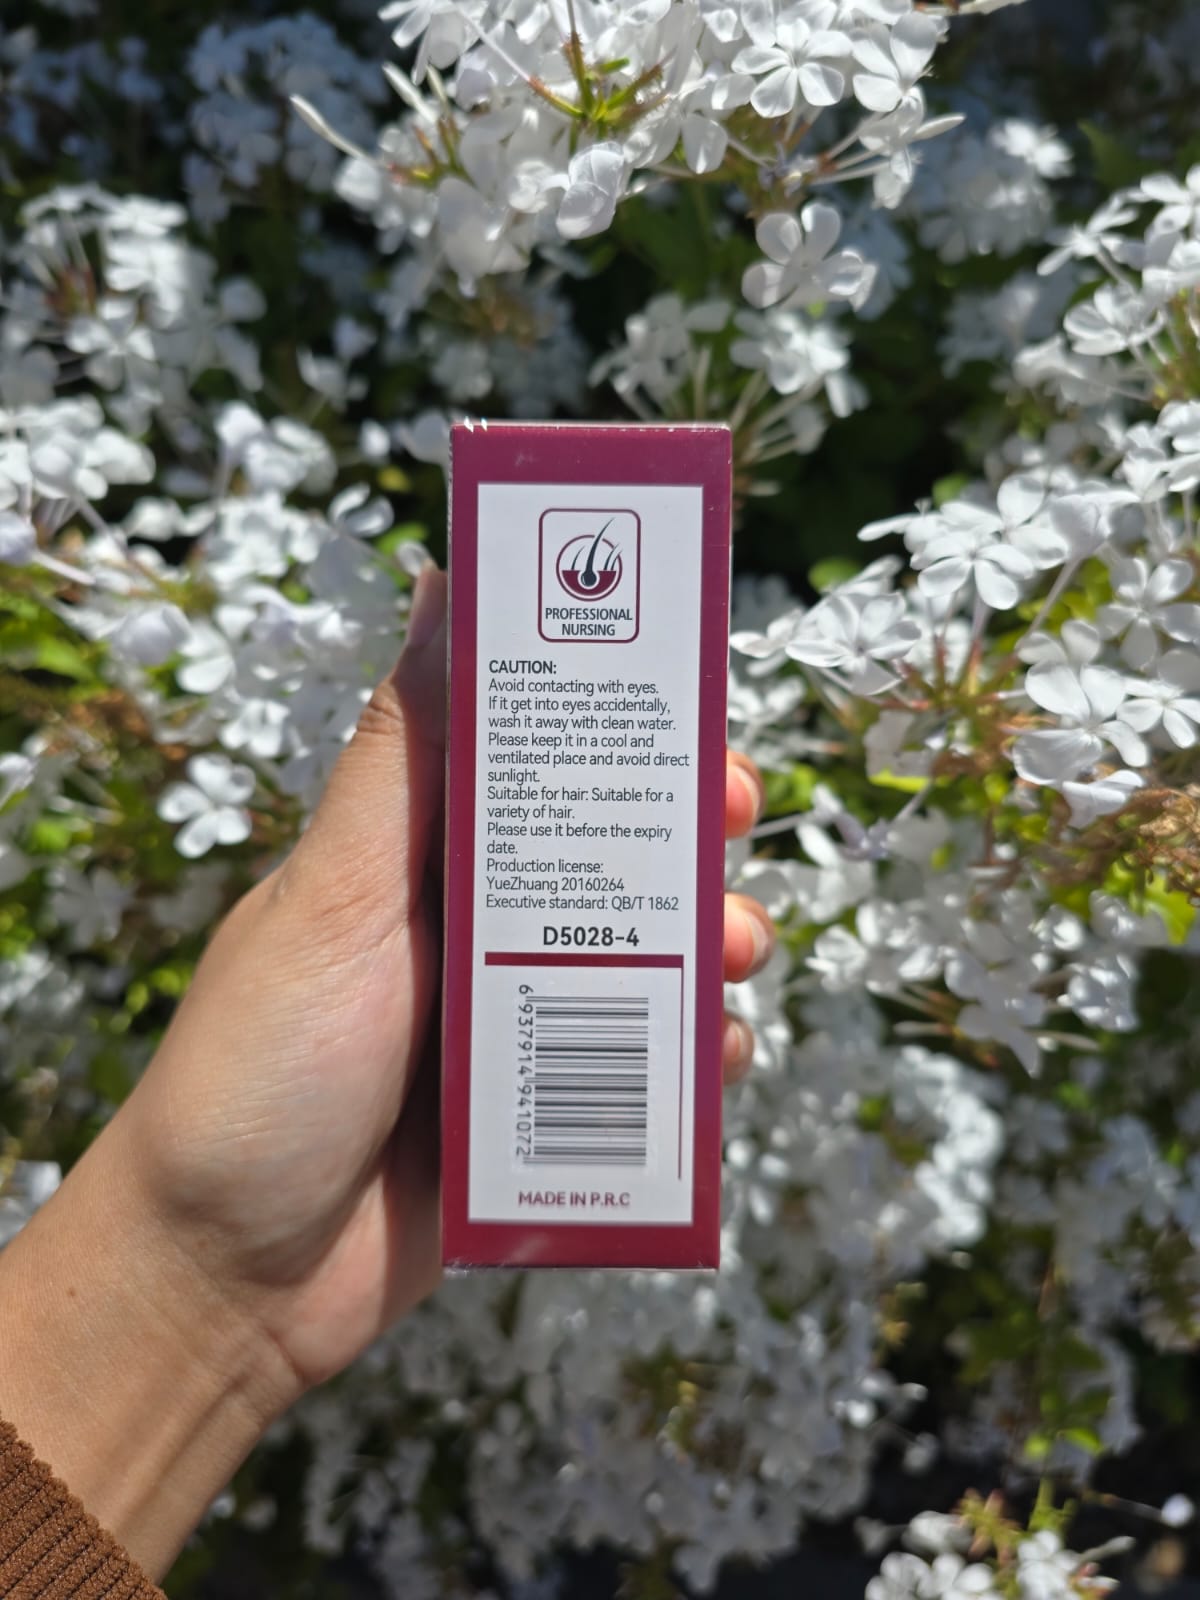 PROFESSIONAL
NURSING
CAUTION:
Avoid contacting with eyes.
If it get into eyes accidentally,
wash it away with clean water.
Please keep it in a cool and
ventilated place and avoid direct
sunlight.
Suitable for hair: Suitable for a
variety of hair.
Please use it before the expiry
date.
Production license:
YueZhuang 20160264
Executive standard: QB/T 1862
D5028-4
6 937914 941072
MADE IN P.R.C